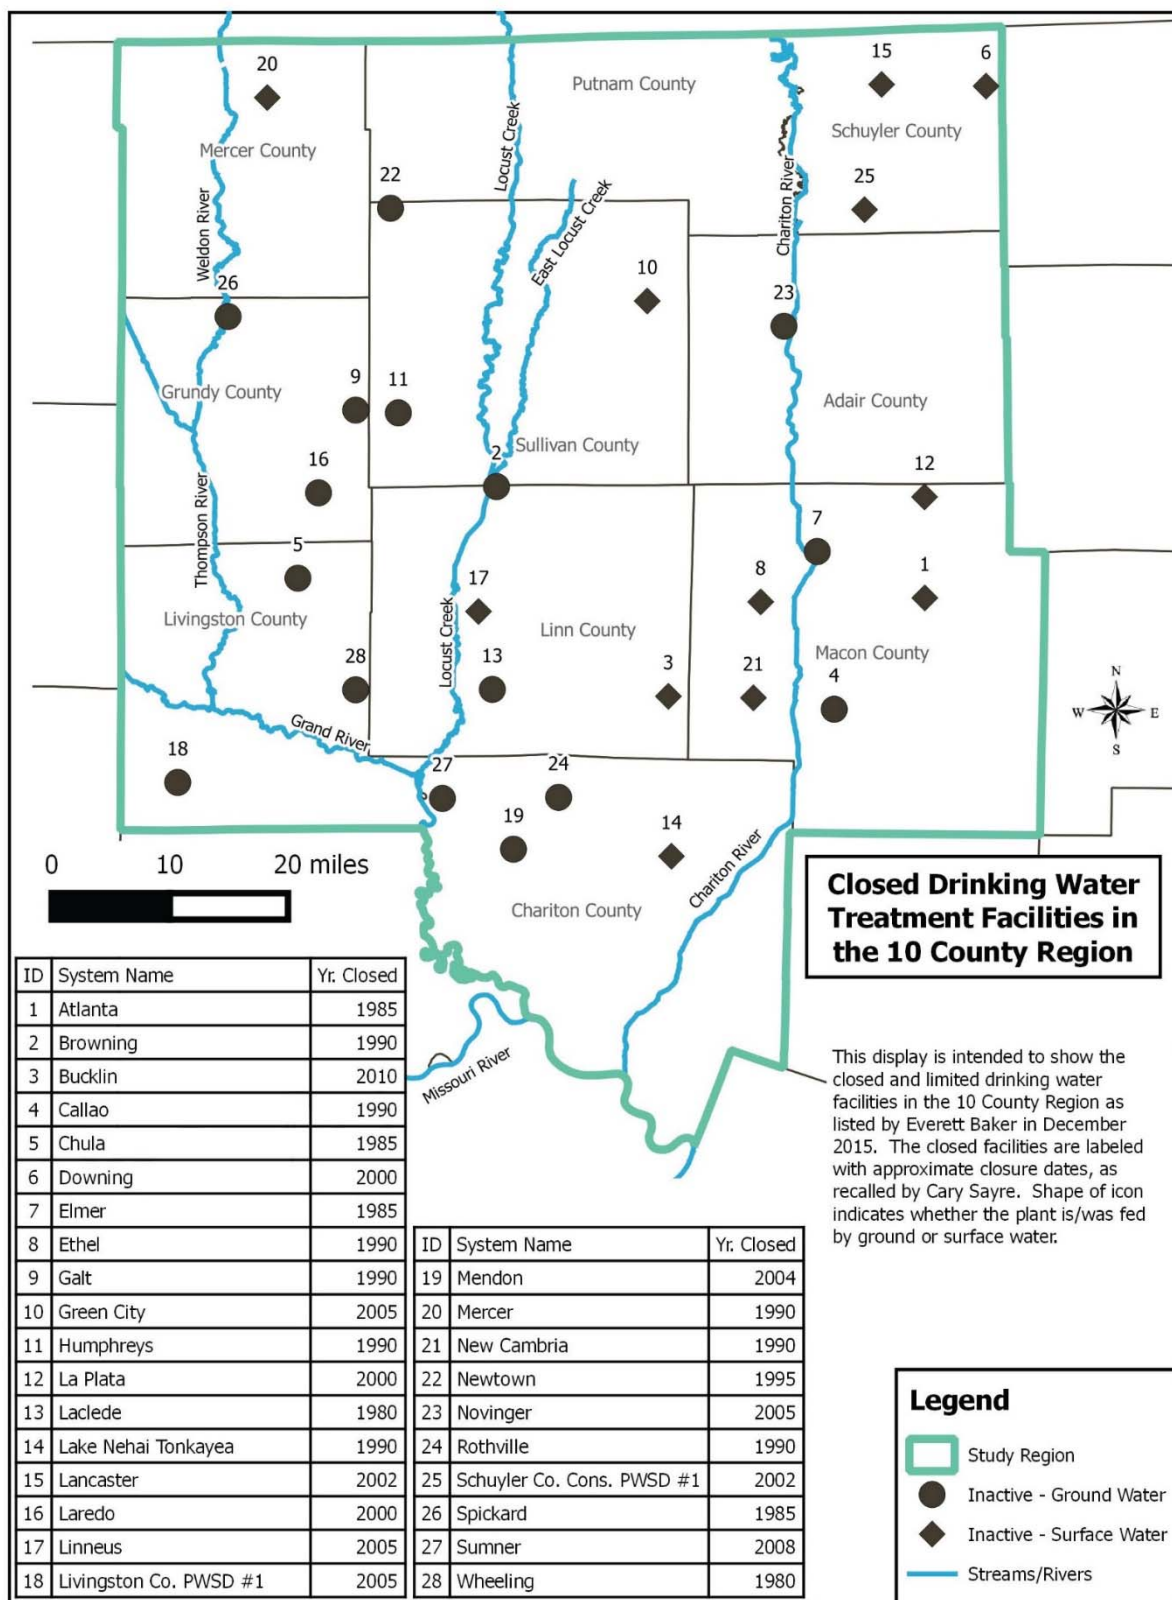 20
15
6
Putnam County
Schuyler County
Mercer County
Locust Creek
22
25
Chariton River
Weldon River
East Locust Creek
26
10
23
Grundy County
9
11
Adair County
Sullivan County
2
16
12
Thompson River
7
5
8
1
17
Livingston County
Linn County
Locust Creek
Macon County
28
13
3
21
4
N
W
E
S
Grand River
18
27
24
19
14
Chariton River
Chariton County
0 10 20 miles
Closed Drinking Water
Treatment Facilities in
the 10 County Region
Missouri River
This display is intended to show the
closed and limited drinking water
facilities in the 10 County Region as
listed by Everett Baker in December
2015. The closed facilities are labeled
with approximate closure dates, as
recalled by Cary Sayre. Shape of icon
indicates whether the plant is/was fed
by ground or surface water.
ID System Name Yr. Closed
1 Atlanta 1985
2 Browning 1990
3 Bucklin 2010
4 Callao 1990
5 Chula 1985
6 Downing 2000
7 Elmer 1985
8 Ethel 1990
9 Galt 1990
10 Green City 2005
11 Humphreys 1990
12 La Plata 2000
13 Laclede 1980
14 Lake Nehai Tonkayea 1990
15 Lancaster 2002
16 Laredo 2000
17 Linneus 2005
18 Livingston Co. PWSD #1 2005
ID System Name Yr. Closed
19 Mendon 2004
20 Mercer 1990
21 New Cambria 1990
22 Newtown 1995
23 Novinger 2005
24 Rothville 1990
25 Schuyler Co. Cons. PWSD #1 2002
26 Spickard 1985
27 Sumner 2008
28 Wheeling 1980
Legend
Study Region
Inactive - Ground Water
Inactive - Surface Water
Streams/Rivers